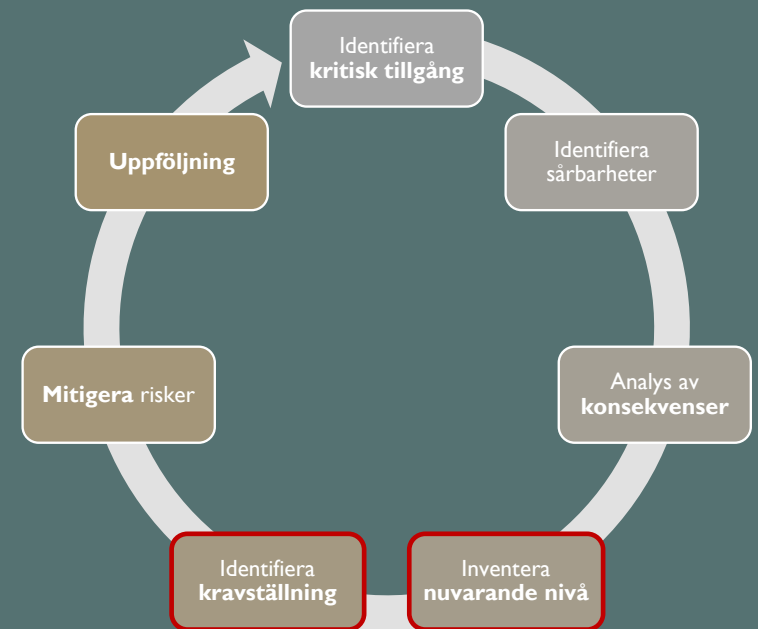 Identifiera
kritisk tillgång
Identifiera
sårbarheter
Analys av
konsekvenser
Inventera
nuvarande nivå
Identifiera
kravställning
Mitigera risker
Uppföljning